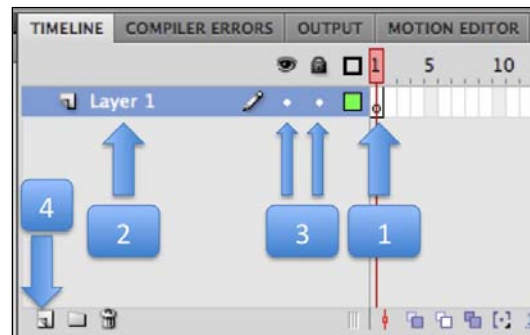 TIMELINE COMPILER ERRORS OUTPUT MOTION EDITOR
1 5 10
Layer 1
4 2 3 1